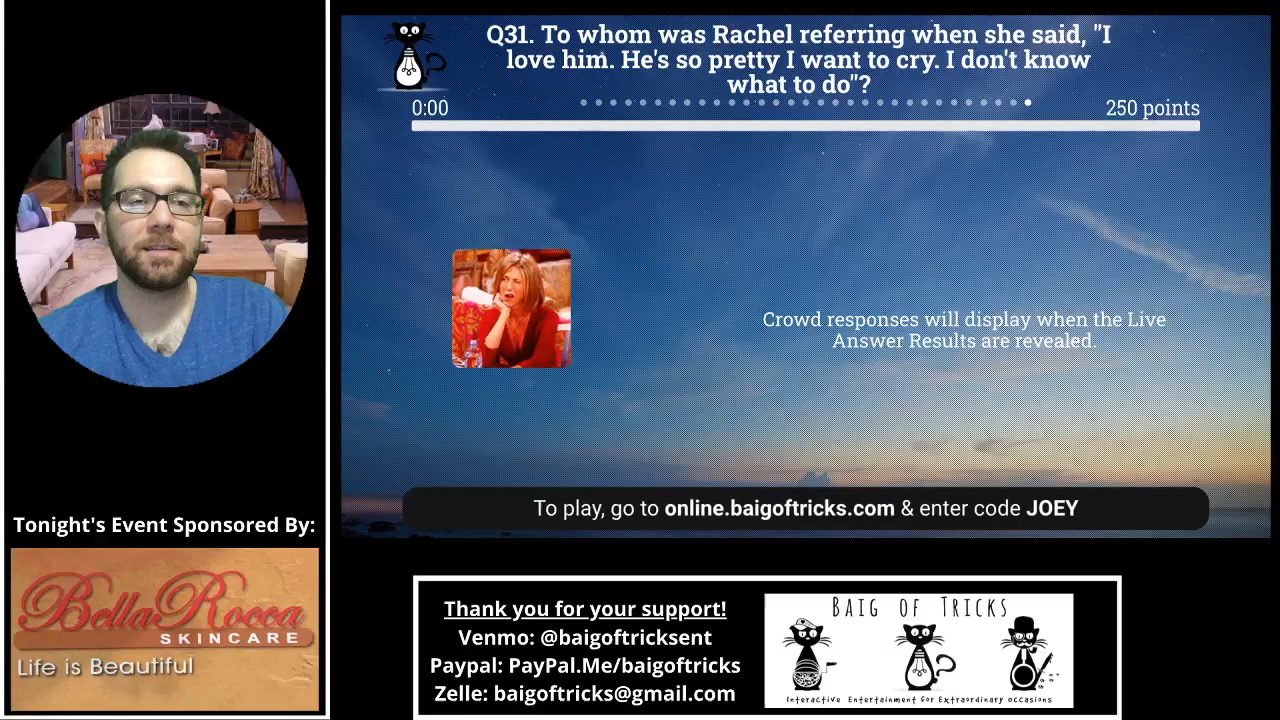 Q31. To whom was Rachel referring when she said, "I
love him. He's so pretty I want to cry. I don't know
what to do"?
0:00
250 points
Crowd responses will display when the Live
Answer Results are revealed.
To play, go to online.baigoftricks.com & enter code JOEY
Tonight's Event Sponsored By:
BellaRocca
SKINCARE
Life is Beautiful
Thank you for your support!
Venmo: @baigoftricksent
Paypal: PayPal.Me/baigoftricks
Zelle: baigoftricks@gmail.com
BAIG OF TRICKS
Interactive Entertainment for Extraordinary occasions